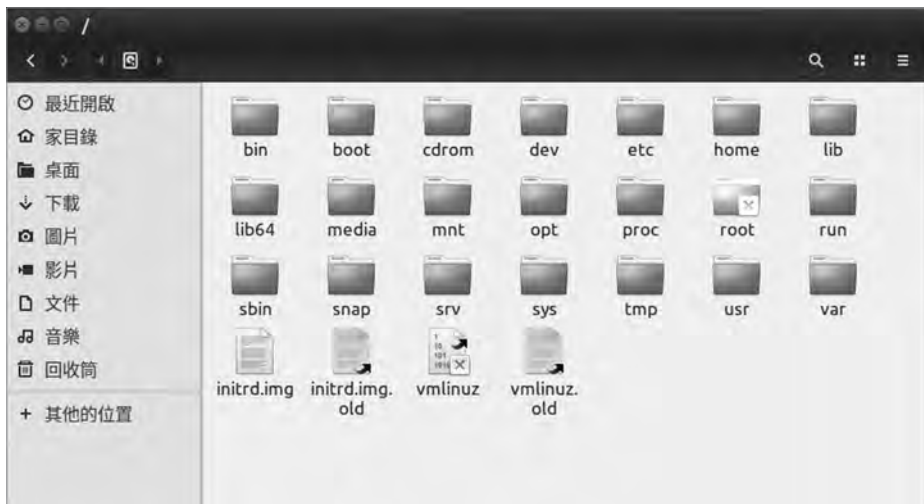 /
最近開啟
家目錄
桌面
下載
圖片
影片
文件
音樂
回收筒
+ 其他的位置
bin boot cdrom dev etc home lib
lib64 media mnt opt proc root run
sbin snap srv sys tmp usr var
initrd.img initrd.img.old vmlinuz vmlinuz.old